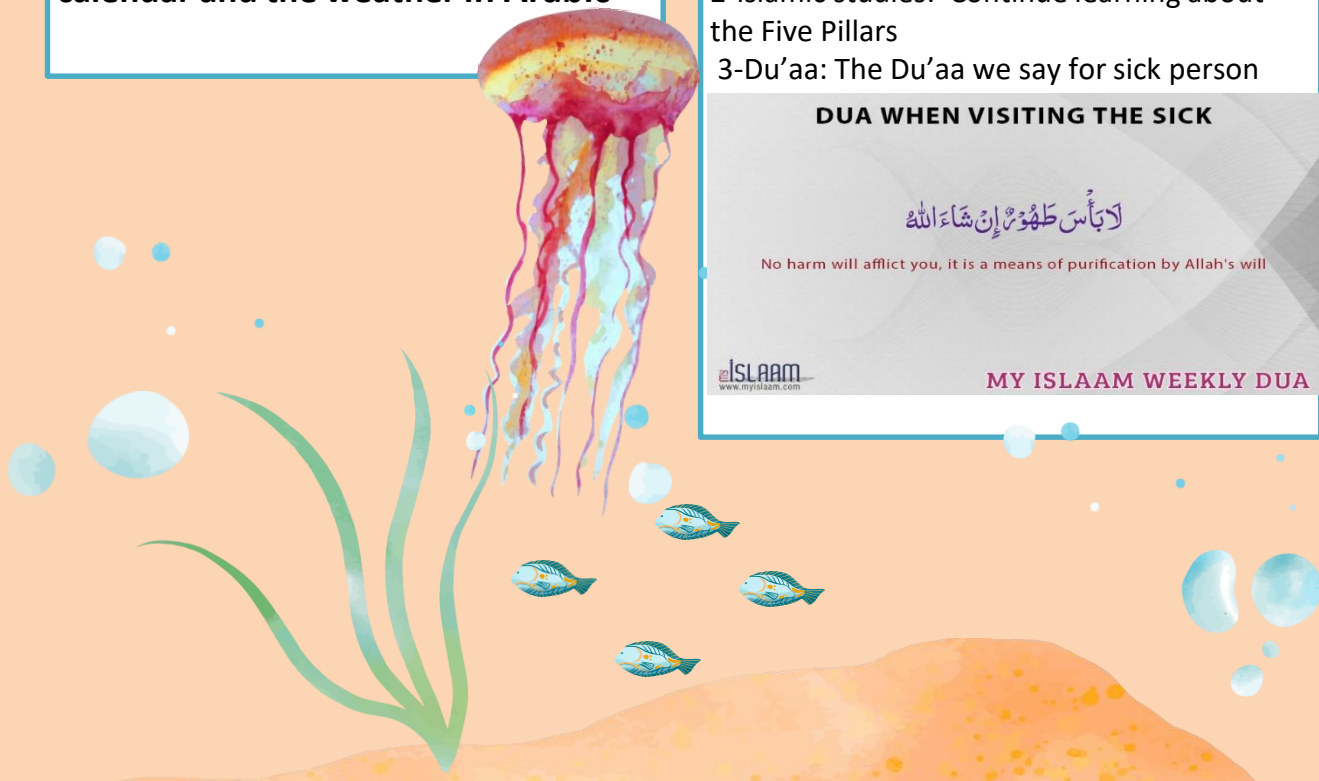 calendar and the weather in Arabic
2-Islamic studies: Continue learning about
the Five Pillars
3-Du’aa: The Du’aa we say for sick person
DUA WHEN VISITING THE SICK
لَا بَأْسَ طَهُوْرٌ إِنْ شَاءَ اللّٰهُ
No harm will afflict you, it is a means of purification by Allah's will
my ISLAAM
www.myislaam.com
MY ISLAAM WEEKLY DUA